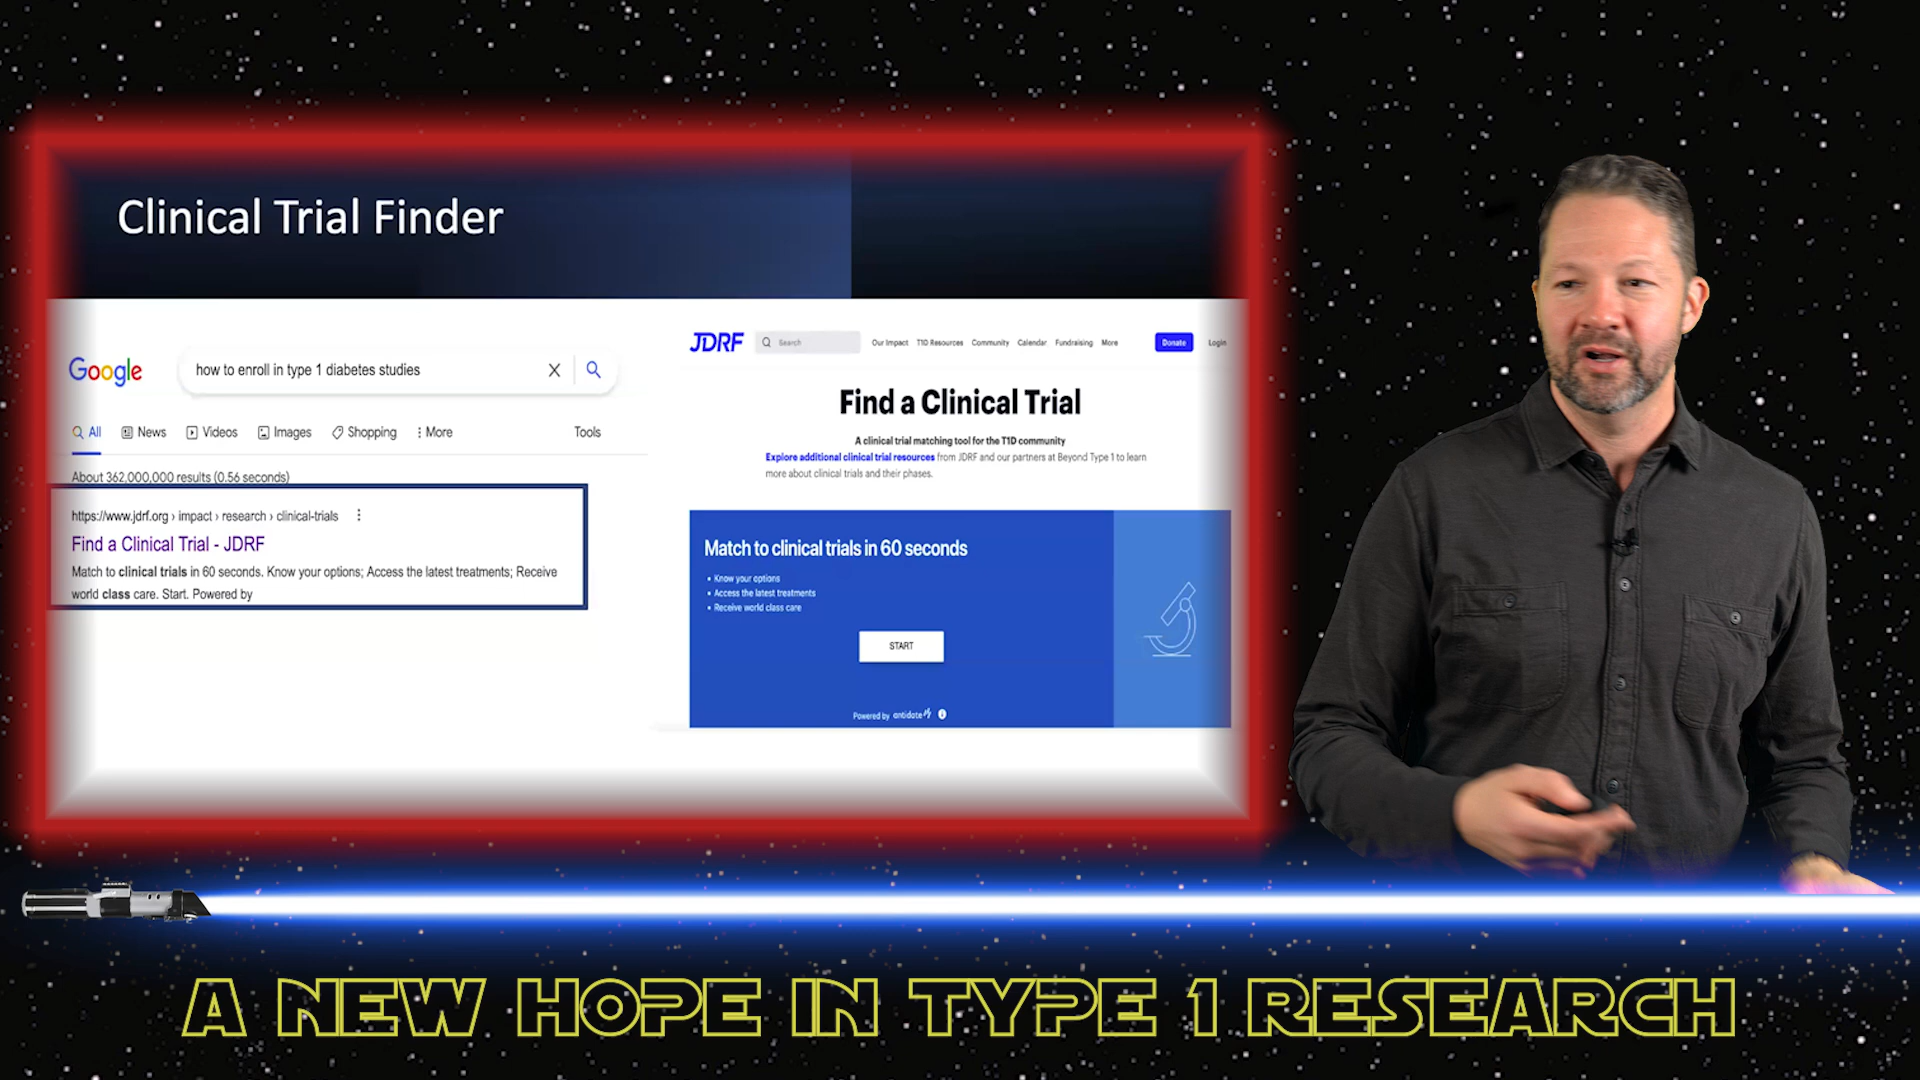 Clinical Trial Finder
Google
how to enroll in type 1 diabetes studies
All News Videos Images Shopping More Tools
About 362,000,000 results (0.56 seconds)
https://www.jdrf.org › impact › research › clinical-trials
Find a Clinical Trial - JDRF
Match to clinical trials in 60 seconds. Know your options; Access the latest treatments; Receive
world class care. Start. Powered by
JDRF Search Our Impact T1D Resources Community Calendar Fundraising More Donate Login
Find a Clinical Trial
A clinical trial matching tool for the T1D community
Explore additional clinical trial resources from JDRF and our partners at Beyond Type 1 to learn
more about clinical trials and their phases.
Match to clinical trials in 60 seconds
• Know your options
• Access the latest treatments
• Receive world class care
START
Powered by antidote
A NEW HOPE IN TYPE 1 RESEARCH